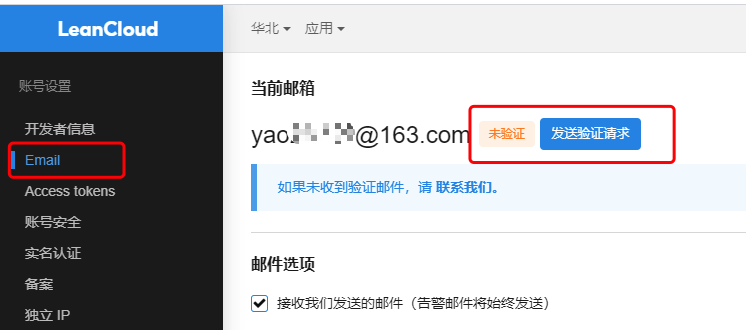 LeanCloud
华北 应用
账号设置
开发者信息
Email
Access tokens
账号安全
实名认证
备案
独立 IP
当前邮箱
yao @163.com 未验证 发送验证请求
如果未收到验证邮件，请 联系我们。
邮件选项
接收我们发送的邮件（告警邮件将始终发送）